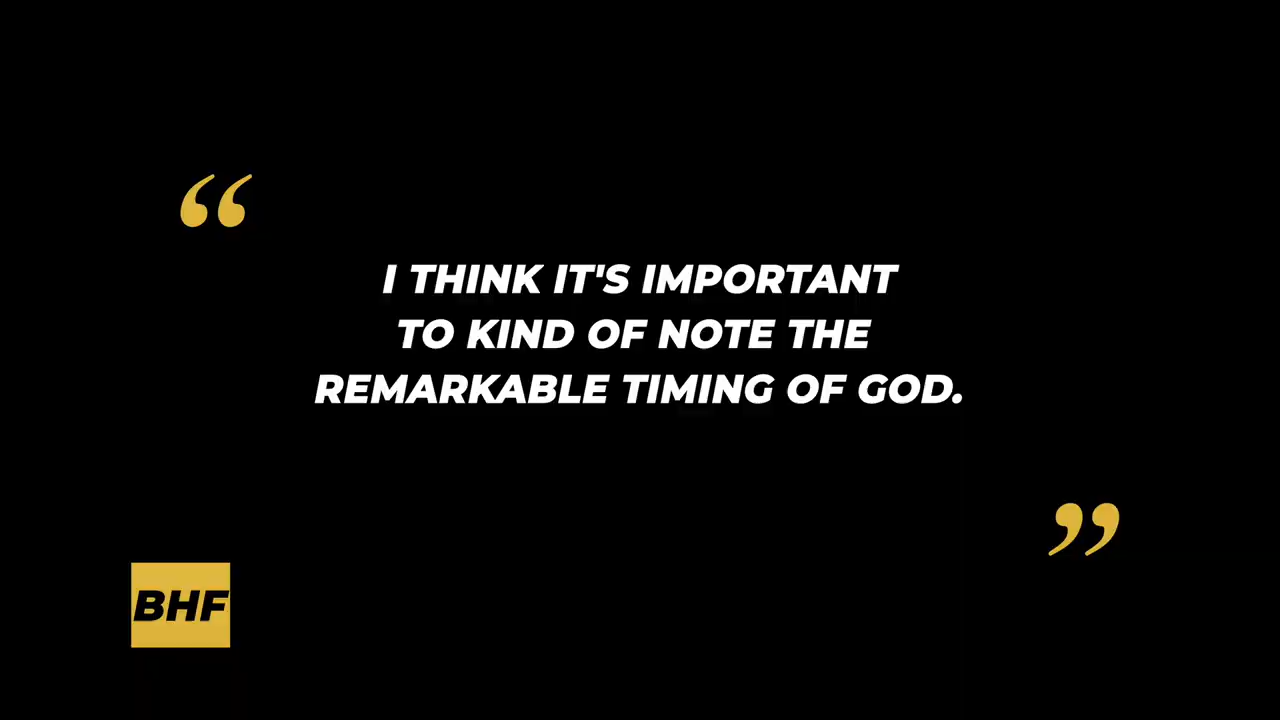 “
I THINK IT'S IMPORTANT
TO KIND OF NOTE THE
REMARKABLE TIMING OF GOD.
”
BHF